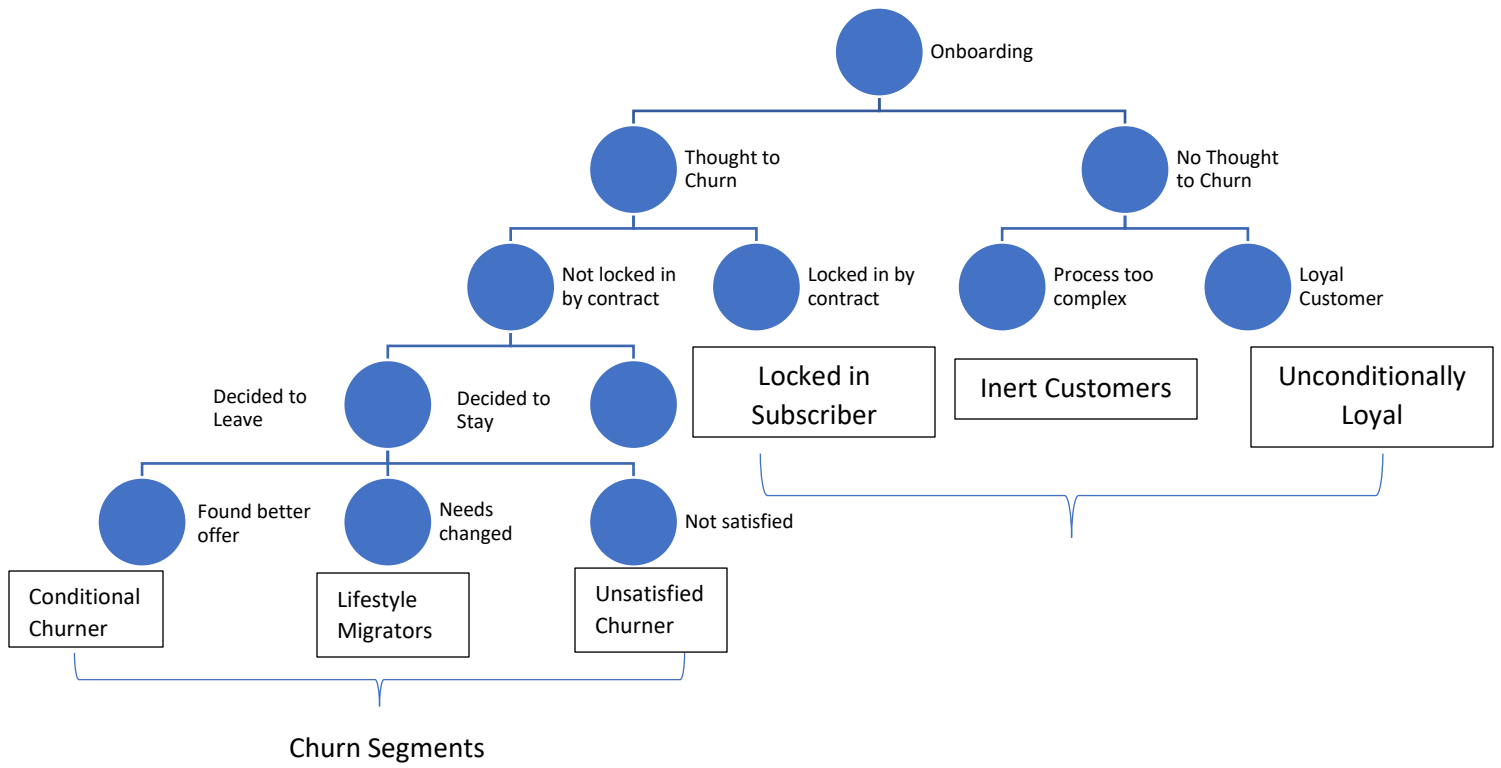 Onboarding
Thought to
Churn
No Thought
to Churn
Not locked in
by contract
Locked in by
contract
Process too
complex
Loyal
Customer
Decided to
Leave
Decided to
Stay
Locked in
Subscriber
Inert Customers
Unconditionally
Loyal
Found better
offer
Needs
changed
Not satisfied
Conditional
Churner
Lifestyle
Migrators
Unsatisfied
Churner
Churn Segments